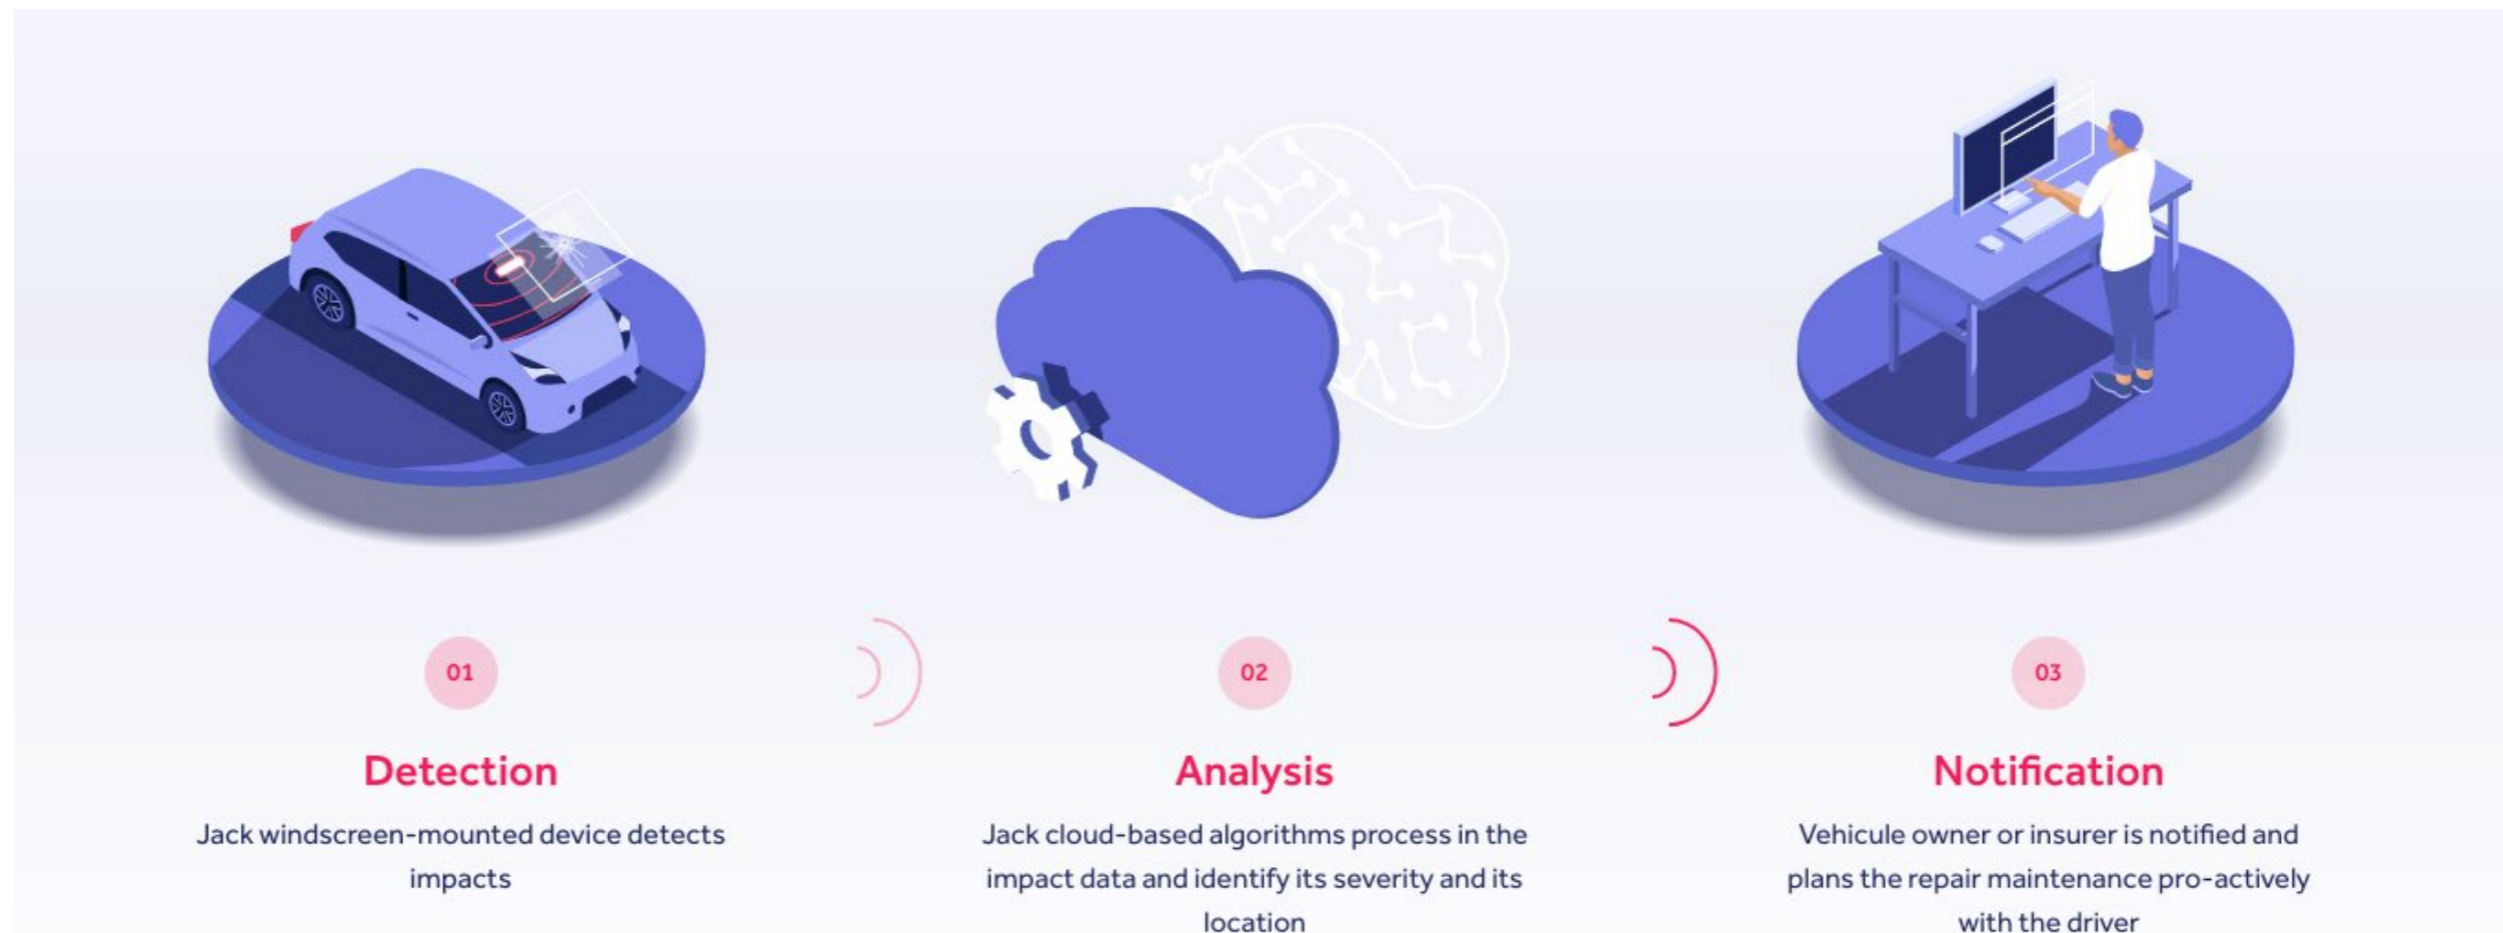 01
Detection
Jack windscreen-mounted device detects
impacts
02
Analysis
Jack cloud-based algorithms process in the
impact data and identify its severity and its
location
03
Notification
Vehicule owner or insurer is notified and
plans the repair maintenance pro-actively
with the driver